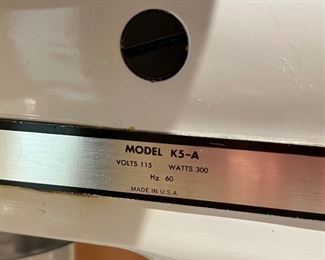 MODEL K5-A
VOLTS 115 WATTS 300
Hz 60
MADE IN U.S.A.